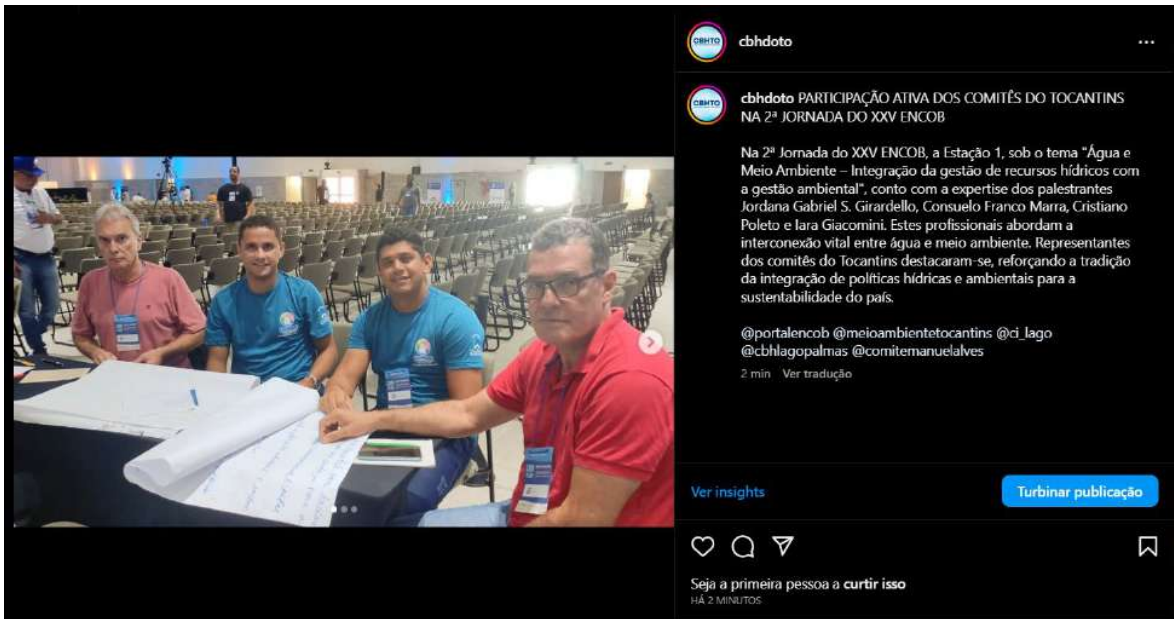 cbhdoto
cbhdoto PARTICIPAÇÃO ATIVA DOS COMITÊS DO TOCANTINS
NA 2ª JORNADA DO XXV ENCOB
Na 2ª Jornada do XXV ENCOB, a Estação 1, sob o tema "Água e
Meio Ambiente – Integração da gestão de recursos hídricos com
a gestão ambiental", conto com a expertise dos palestrantes
Jordana Gabriel S. Girardello, Consuelo Franco Marra, Cristiano
Poleto e Iara Giacomini. Estes profissionais abordam a
interconexão vital entre água e meio ambiente. Representantes
dos comitês do Tocantins destacaram-se, reforçando a tradição
da integração de políticas hídricas e ambientais para a
sustentabilidade do país.
@portalencob @meioambientetocantins @ci_lago
@cbhlagopalmas @comitemanuelalves
2 min Ver tradução
Ver insights
Turbinar publicação
Seja a primeira pessoa a curtir isso
HÁ 2 MINUTOS